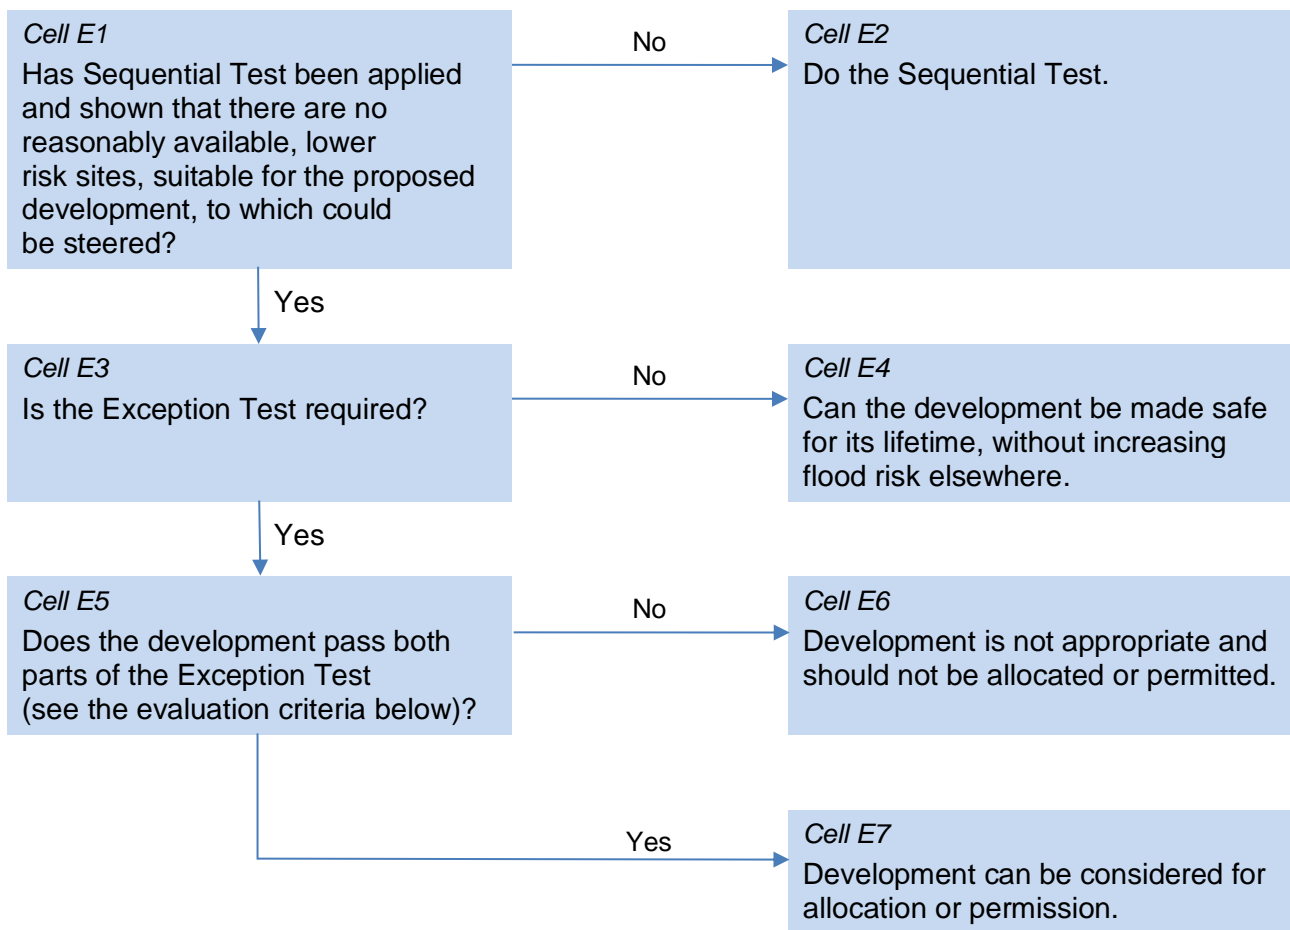 Cell E1
Has Sequential Test been applied
and shown that there are no
reasonably available, lower
risk sites, suitable for the proposed
development, to which could
be steered?
No
Cell E2
Do the Sequential Test.
Yes
Cell E3
Is the Exception Test required?
No
Cell E4
Can the development be made safe
for its lifetime, without increasing
flood risk elsewhere.
Yes
Cell E5
Does the development pass both
parts of the Exception Test
(see the evaluation criteria below)?
No
Cell E6
Development is not appropriate and
should not be allocated or permitted.
Yes
Cell E7
Development can be considered for
allocation or permission.